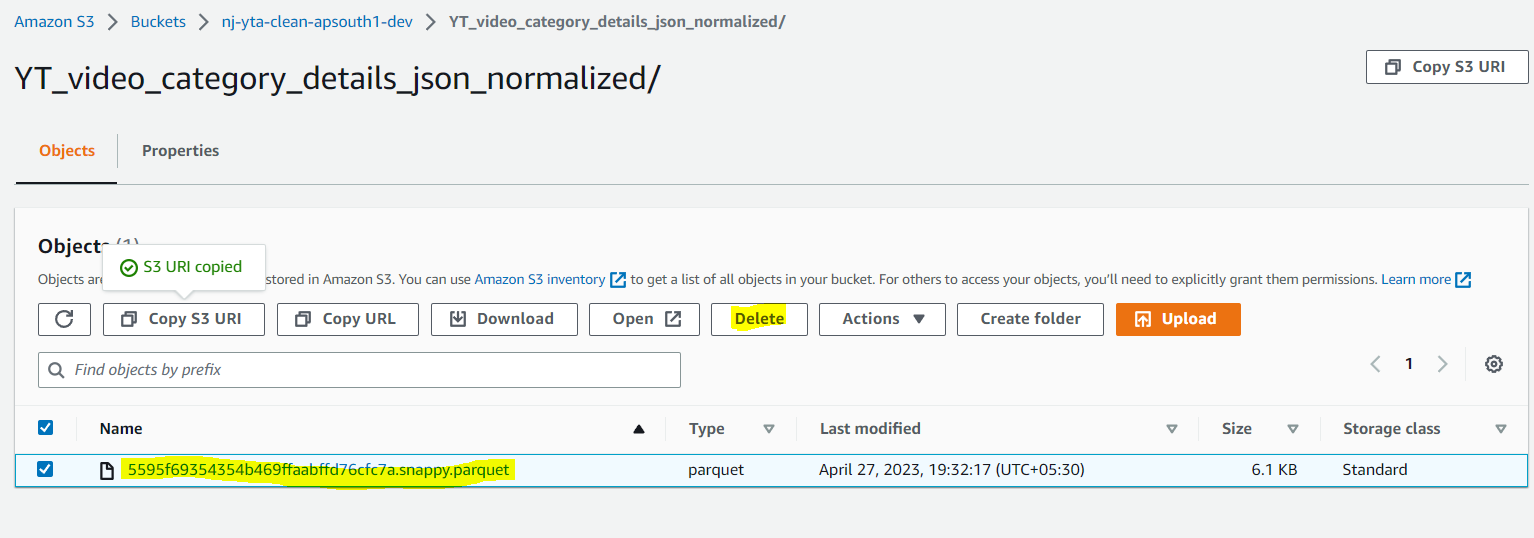 Amazon S3 > Buckets > nj-yta-clean-apsouth1-dev > YT_video_category_details_json_normalized/
YT_video_category_details_json_normalized/
Copy S3 URI
Objects Properties
Objects (1)
S3 URI copied
Objects are stored in Amazon S3. You can use Amazon S3 inventory to get a list of all objects in your bucket. For others to access your objects, you'll need to explicitly grant them permissions. Learn more
Copy S3 URI Copy URL Download Open Delete Actions Create folder Upload
Find objects by prefix
1
Name Type Last modified Size Storage class
5595f69354354b469ffaabffd76cfc7a.snappy.parquet parquet April 27, 2023, 19:32:17 (UTC+05:30) 6.1 KB Standard